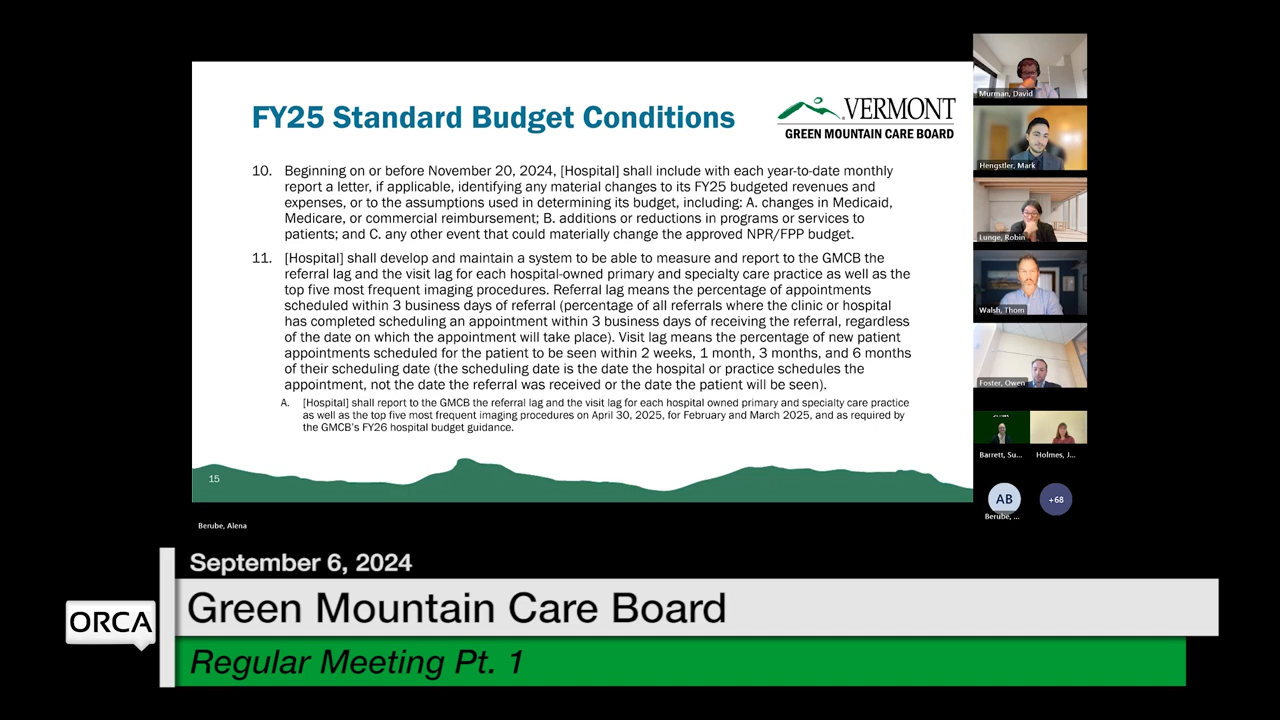 FY25 Standard Budget Conditions
VERMONT
GREEN MOUNTAIN CARE BOARD
10. Beginning on or before November 20, 2024, [Hospital] shall include with each year-to-date monthly
report a letter, if applicable, identifying any material changes to its FY25 budgeted revenues and
expenses, or to the assumptions used in determining its budget, including: A. changes in Medicaid,
Medicare, or commercial reimbursement; B. additions or reductions in programs or services to
patients; and C. any other event that could materially change the approved NPR/FPP budget.
11. [Hospital] shall develop and maintain a system to be able to measure and report to the GMCB the
referral lag and the visit lag for each hospital-owned primary and specialty care practice as well as the
top five most frequent imaging procedures. Referral lag means the percentage of appointments
scheduled within 3 business days of referral (percentage of all referrals where the clinic or hospital
has completed scheduling an appointment within 3 business days of receiving the referral, regardless
of the date on which the appointment will take place). Visit lag means the percentage of new patient
appointments scheduled for the patient to be seen within 2 weeks, 1 month, 3 months, and 6 months
of their scheduling date (the scheduling date is the date the hospital or practice schedules the
appointment, not the date the referral was received or the date the patient will be seen).
A. [Hospital] shall report to the GMCB the referral lag and the visit lag for each hospital owned primary and specialty care practice
as well as the top five most frequent imaging procedures on April 30, 2025, for February and March 2025, and as required by
the GMCB's FY26 hospital budget guidance.
15
Murman, David
Hengstler, Mark
Lunge, Robin
Walsh, Thom
Foster, Owen
Barrett, Su...
Holmes, J...
AB
+68
Berube, ...
Berube, Alena
September 6, 2024
Green Mountain Care Board
ORCA
Regular Meeting Pt. 1